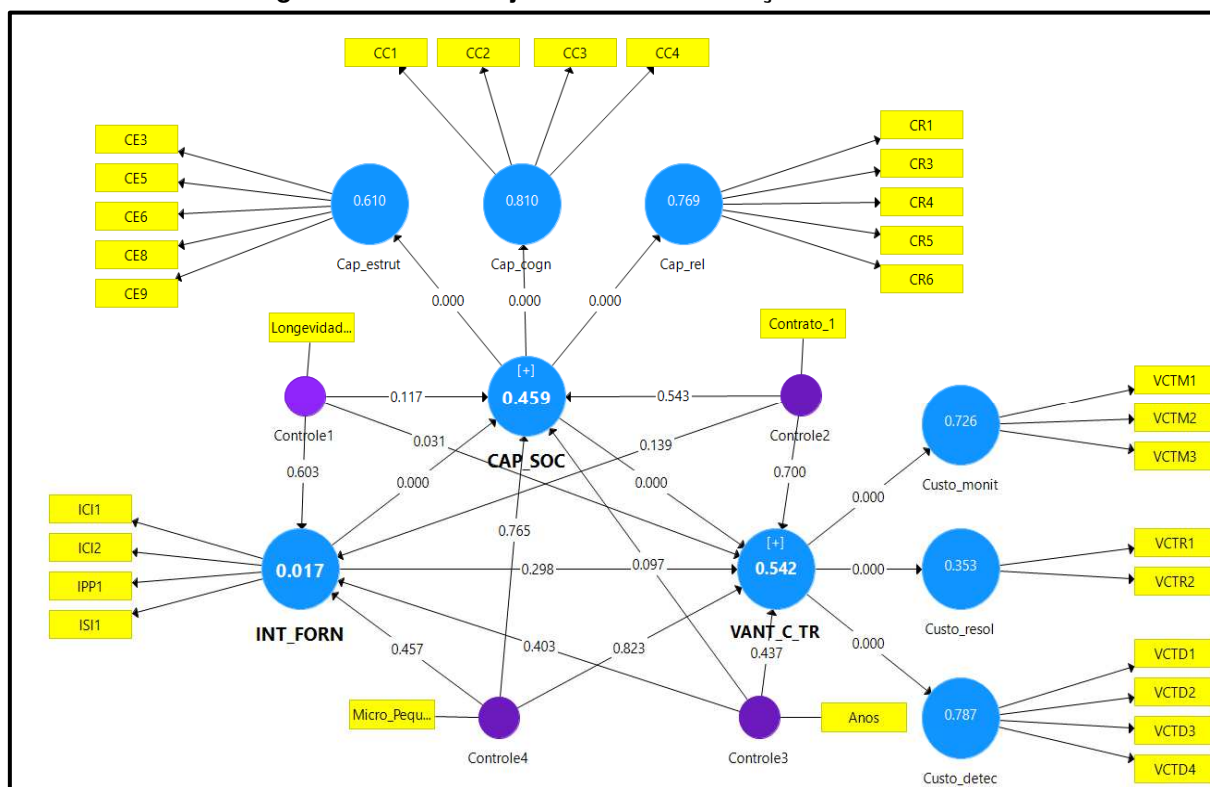 CC1
CC2
CC3
CC4
CE3
CE5
CE6
CE8
CE9
0.610
Cap_estrut
0.810
Cap_cogn
0.769
Cap_rel
CR1
CR3
CR4
CR5
CR6
0.000
0.000
0.000
Longevidad...
Contrato_1
[+]
0.459
CAP_SOC
0.117
0.543
Controle1
Controle2
0.031
0.139
0.603
0.700
0.000
0.000
0.726
Custo_monit
VCTM1
VCTM2
VCTM3
0.000
ICI1
ICI2
IPP1
ISI1
0.017
INT_FORN
0.765
0.298
0.097
[+]
0.542
VANT_C_TR
0.000
0.353
Custo_resol
VCTR1
VCTR2
0.457
0.403
0.823
0.437
0.000
Micro_Pequ...
Controle4
Controle3
Anos
0.787
Custo_detec
VCTD1
VCTD2
VCTD3
VCTD4